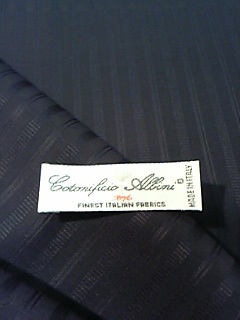 Cotonificio Albini ®
1876
FINEST ITALIAN FABRICS
MADE IN ITALY